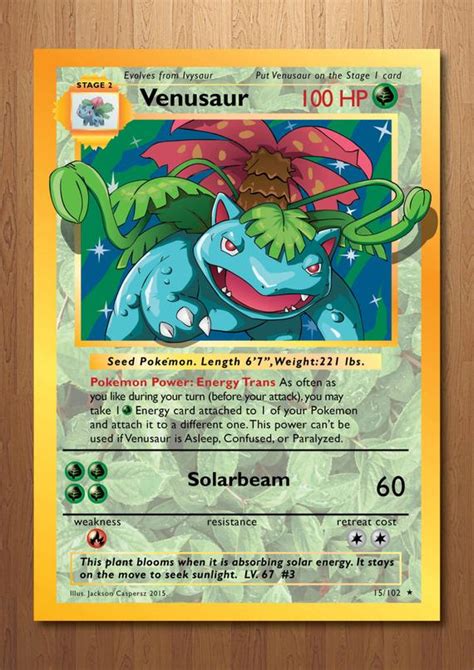 Evolves from Ivysaur Put Venusaur on the Stage 1 card
STAGE 2
Venusaur 100 HP
Seed Pokemon. Length 6'7", Weight:221 lbs.
Pokemon Power: Energy Trans As often as
you like during your turn (before your attack), you may
take 1 Energy card attached to 1 of your Pokemon
and attach it to a different one. This power can't be
used if Venusaur is Asleep, Confused, or Paralyzed.
Solarbeam 60
weakness resistance retreat cost
This plant blooms when it is absorbing solar energy. It stays
on the move to seek sunlight. LV. 67 #3
Illus. Jackson Caspersz 2015. 15/102